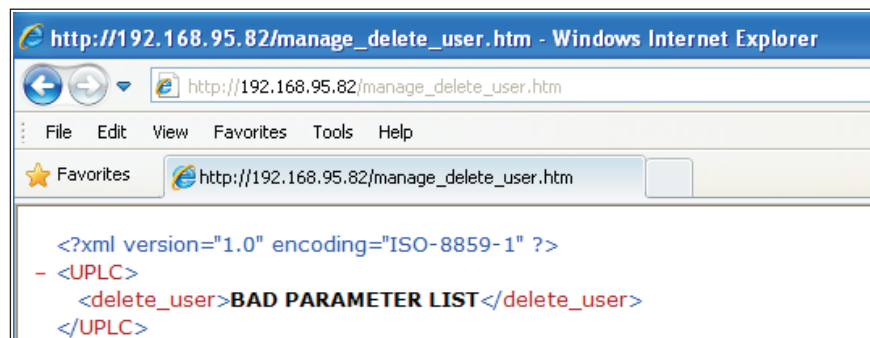 http://192.168.95.82/manage_delete_user.htm - Windows Internet Explorer
http://192.168.95.82/manage_delete_user.htm
File Edit View Favorites Tools Help
Favorites http://192.168.95.82/manage_delete_user.htm
<?xml version="1.0" encoding="ISO-8859-1" ?>
- <UPLC>
<delete_user>BAD PARAMETER LIST</delete_user>
</UPLC>